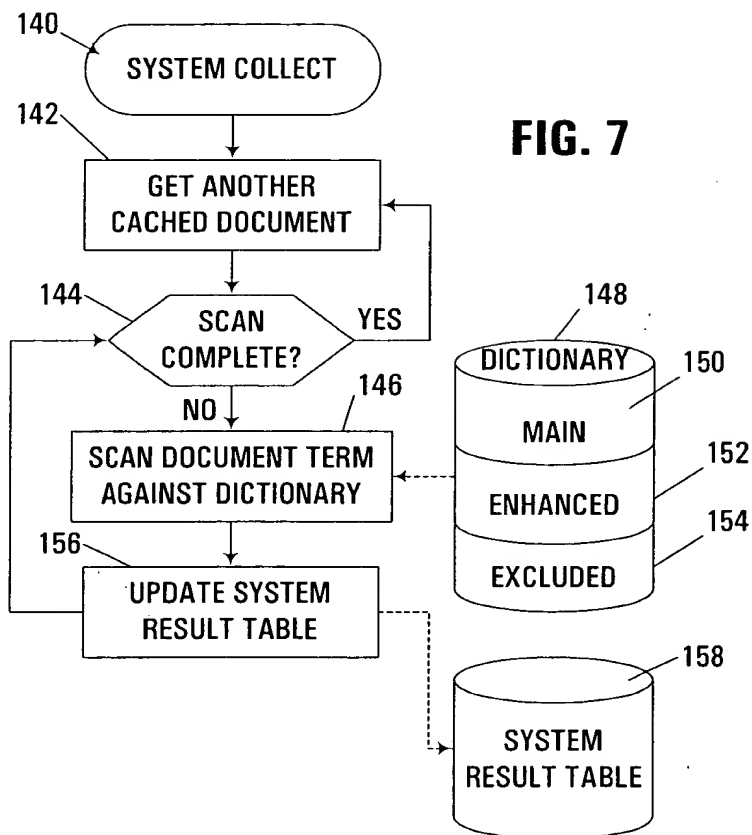 140
SYSTEM COLLECT
142
FIG. 7
GET ANOTHER
CACHED DOCUMENT
144
SCAN
COMPLETE?
YES
NO
146
SCAN DOCUMENT TERM
AGAINST DICTIONARY
148
DICTIONARY
150
MAIN
152
ENHANCED
154
EXCLUDED
156
UPDATE SYSTEM
RESULT TABLE
158
SYSTEM
RESULT TABLE